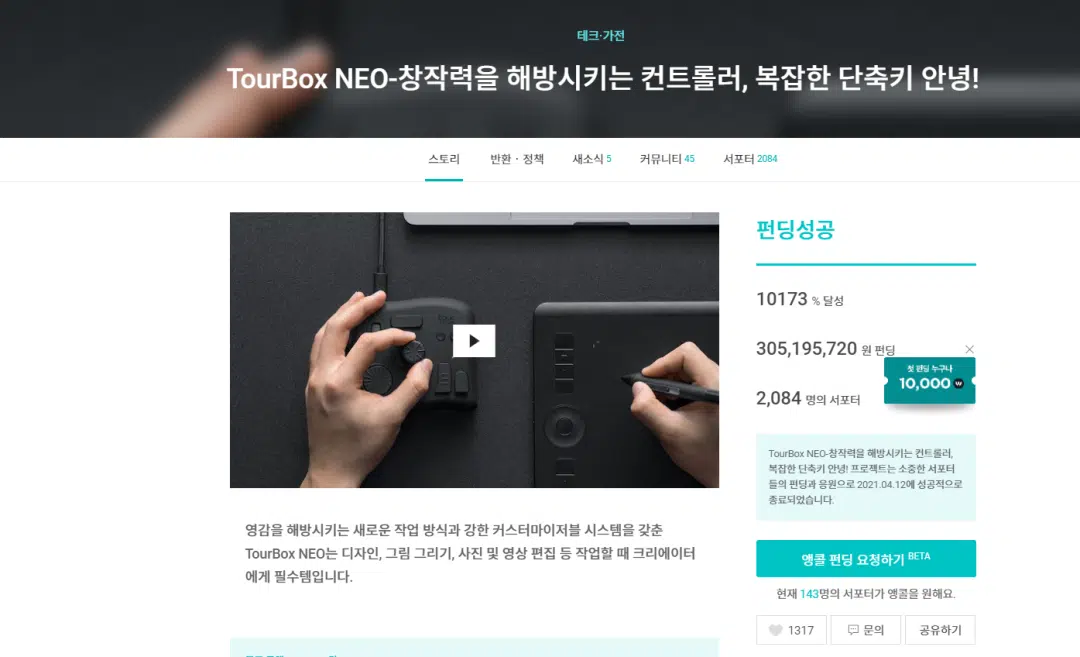 테크·가전
TourBox NEO-창작력을 해방시키는 컨트롤러, 복잡한 단축키 안녕!
스토리 반환 · 정책 새소식 5 커뮤니티 45 서포터 2084
펀딩성공
10173 % 달성
305,195,720 원 펀딩
첫 펀딩 누구나
10,000 W
2,084 명의 서포터
TourBox NEO-창작력을 해방시키는 컨트롤러,
복잡한 단축키 안녕! 프로젝트는 소중한 서포터
들의 펀딩과 응원으로 2021.04.12에 성공적으로
종료되었습니다.
영감을 해방시키는 새로운 작업 방식과 강한 커스터마이저블 시스템을 갖춘
TourBox NEO는 디자인, 그림 그리기, 사진 및 영상 편집 등 작업할 때 크리에이터
에게 필수템입니다.
앵콜 펀딩 요청하기 BETA
현재 143명의 서포터가 앵콜을 원해요.
1317 문의 공유하기